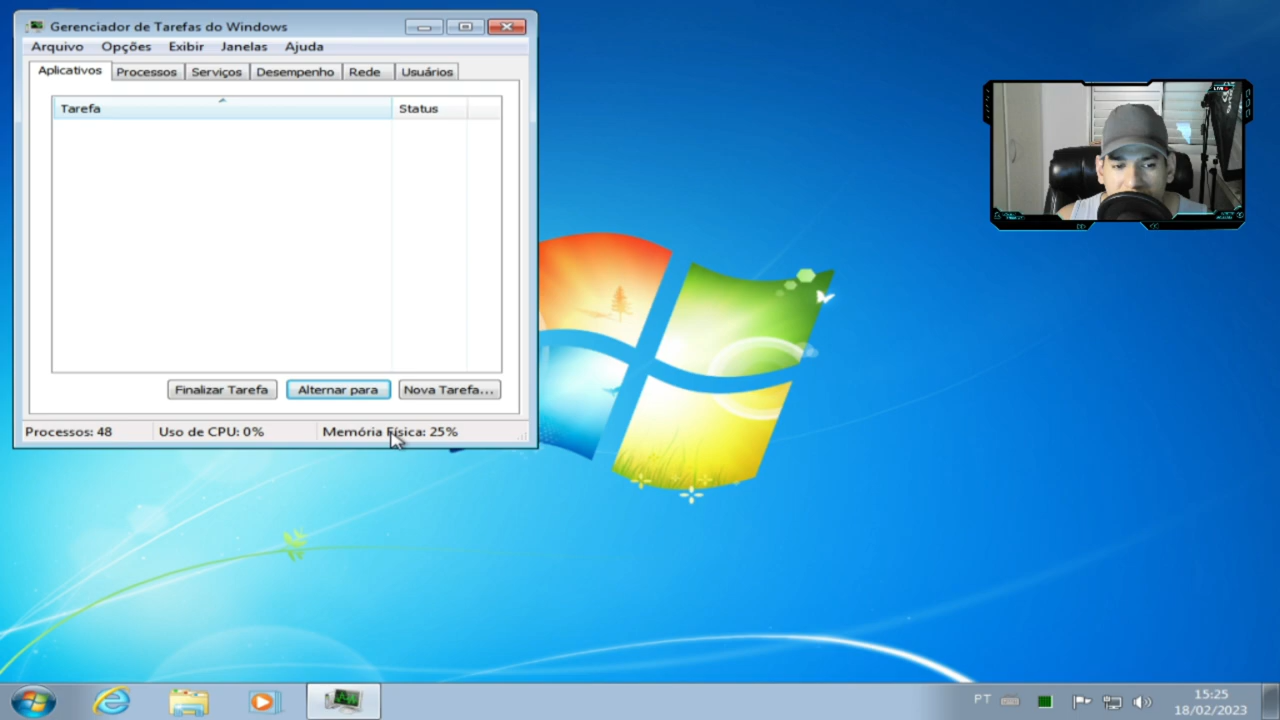 Gerenciador de Tarefas do Windows
Arquivo Opções Exibir Janelas Ajuda
Aplicativos Processos Serviços Desempenho Rede Usuários
Tarefa Status
Finalizar Tarefa Alternar para Nova Tarefa...
Processos: 48 Uso de CPU: 0% Memória Física: 25%
LIVE
PT
15:25
18/02/2023